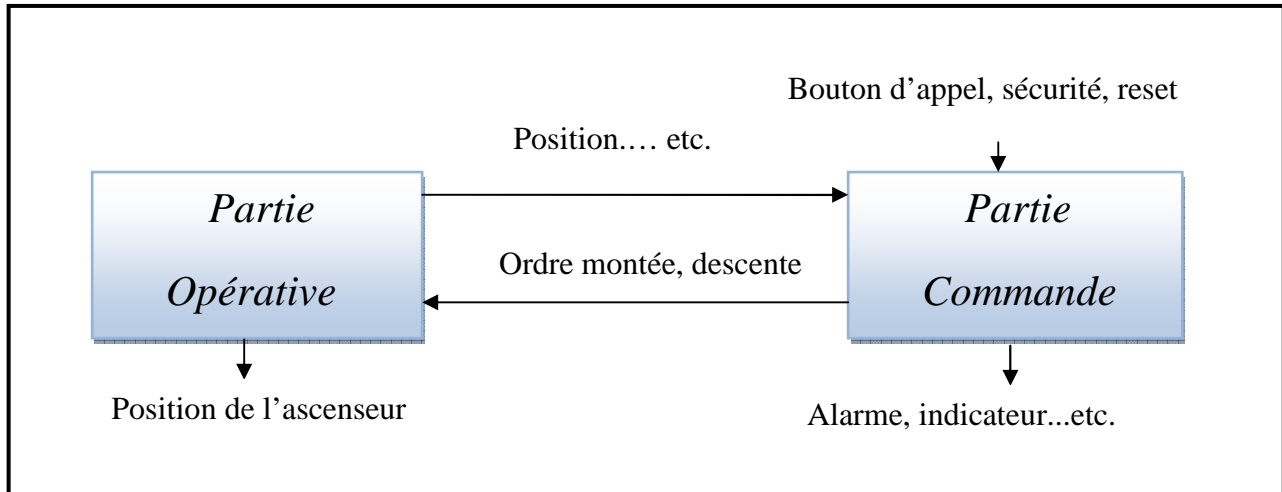 Bouton d’appel, sécurité, reset
Position.… etc.
Partie
Opérative
Partie
Commande
Ordre montée, descente
Position de l’ascenseur
Alarme, indicateur...etc.